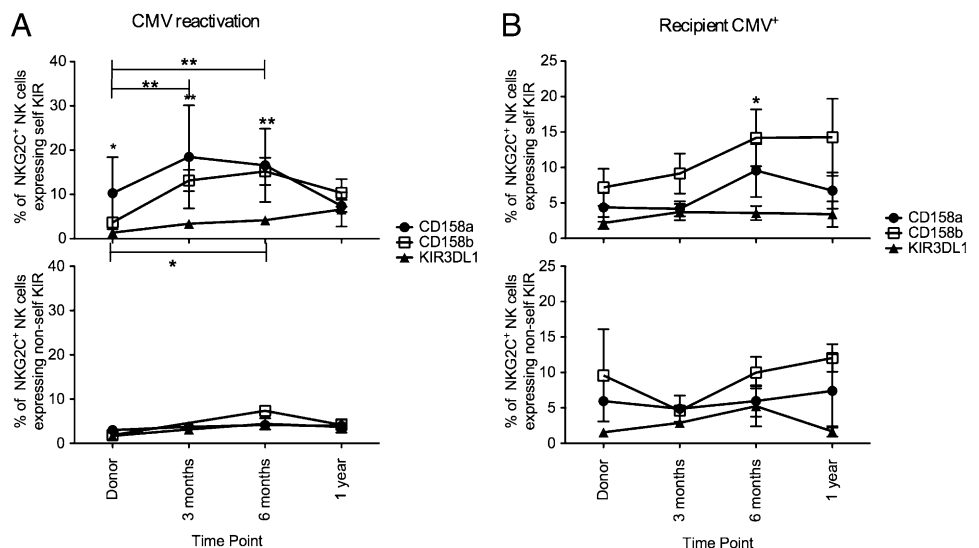 A
CMV reactivation
% of NKG2C⁺ NK cells
expressing self KIR
40
30
20
10
0
**
**
*
**
**
*
% of NKG2C⁺ NK cells
expressing non-self KIR
40
30
20
10
0
Donor
3 months
6 months
1 year
Time Point
CD158a
CD158b
KIR3DL1
B
Recipient CMV⁺
% of NKG2C⁺ NK cells
expressing self KIR
25
20
15
10
5
0
*
% of NKG2C⁺ NK cells
expressing non-self KIR
25
20
15
10
5
0
Donor
3 months
6 months
1 year
Time Point
CD158a
CD158b
KIR3DL1